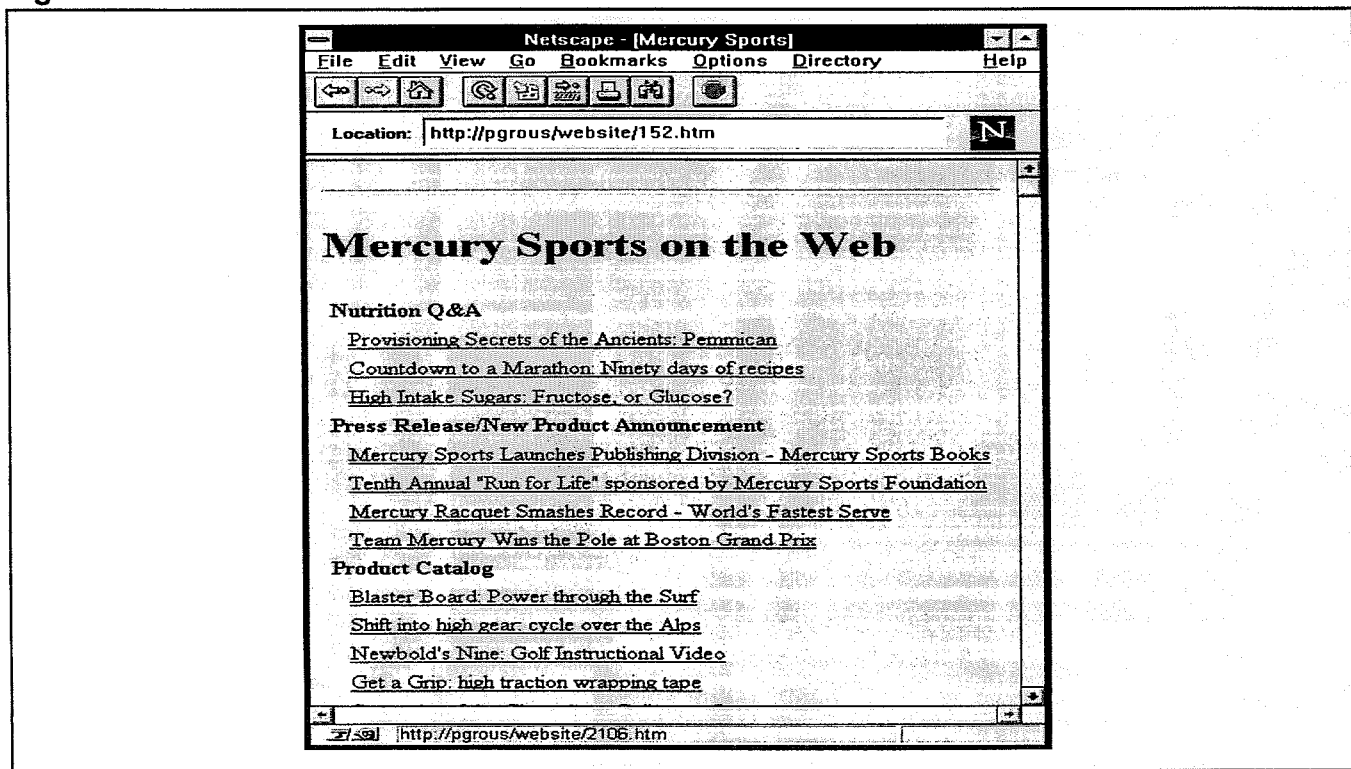 Netscape - [Mercury Sports]
File Edit View Go Bookmarks Options Directory Help
Location: http://pgrous/website/152.htm
N
Mercury Sports on the Web
Nutrition Q&A
Provisioning Secrets of the Ancients: Pemmican
Countdown to a Marathon: Ninety days of recipes
High Intake Sugars: Fructose, or Glucose?
Press Release/New Product Announcement
Mercury Sports Launches Publishing Division - Mercury Sports Books
Tenth Annual "Run for Life" sponsored by Mercury Sports Foundation
Mercury Racquet Smashes Record - World's Fastest Serve
Team Mercury Wins the Pole at Boston Grand Prix
Product Catalog
Blaster Board: Power through the Surf
Shift into high gear: cycle over the Alps
Newbold's Nine: Golf Instructional Video
Get a Grip: high traction wrapping tape
http://pgrous/website/2106.htm